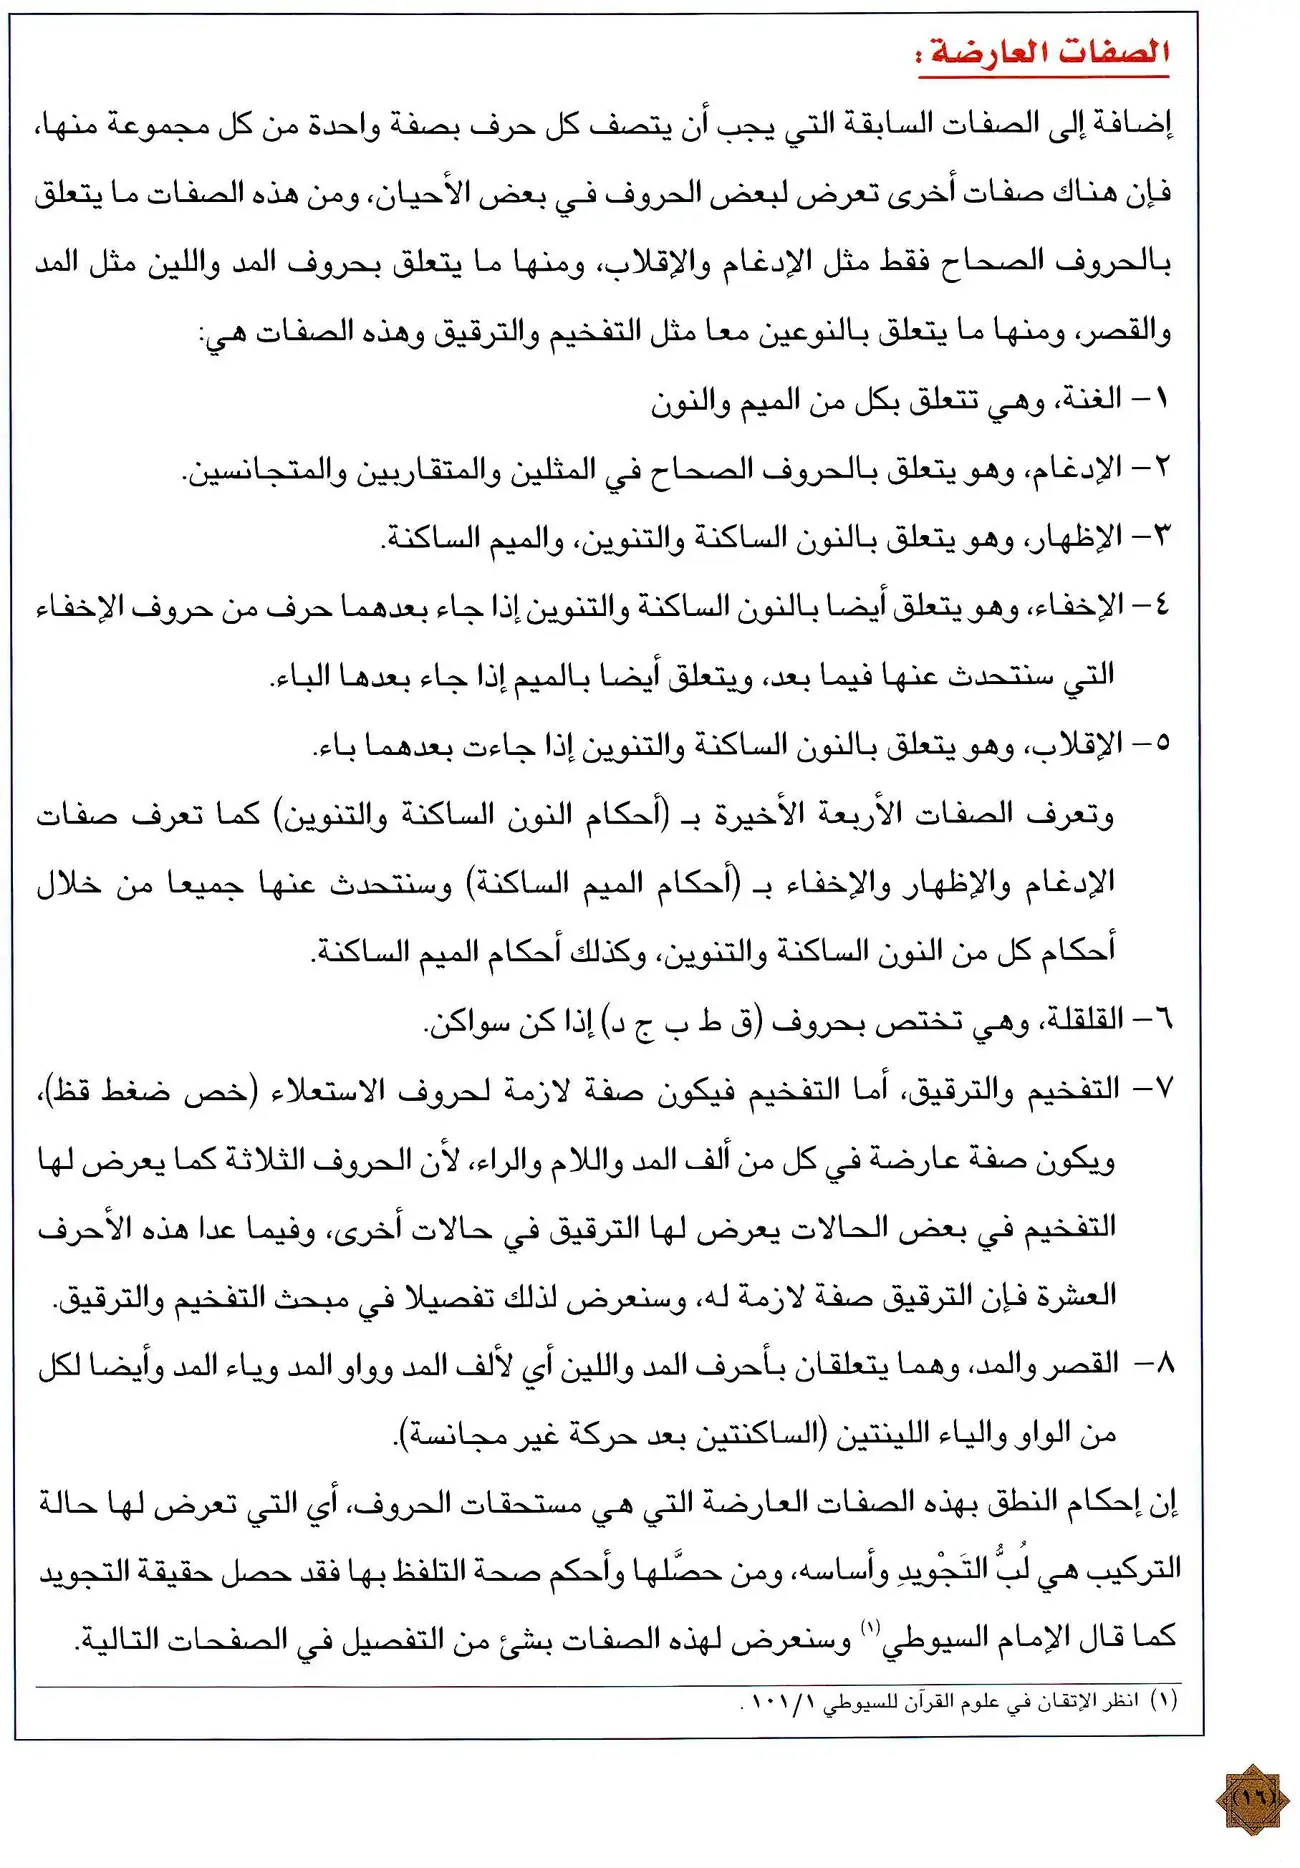 الصفات العارضة :
إضافة إلى الصفات السابقة التي يجب أن يتصف كل حرف بصفة واحدة من كل مجموعة منها،
فإن هناك صفات أخرى تعرض لبعض الحروف في بعض الأحيان، ومن هذه الصفات ما يتعلق
بالحروف الصحاح فقط مثل الإدغام والإقلاب، ومنها ما يتعلق بحروف المد واللين مثل المد
والقصر، ومنها ما يتعلق بالنوعين معا مثل التفخيم والترقيق وهذه الصفات هي:
١- الغنة، وهي تتعلق بكل من الميم والنون
٢- الإدغام، وهو يتعلق بالحروف الصحاح في المثلين والمتقاربين والمتجانسين.
٣- الإظهار، وهو يتعلق بالنون الساكنة والتنوين، والميم الساكنة.
٤- الإخفاء، وهو يتعلق أيضا بالنون الساكنة والتنوين إذا جاء بعدهما حرف من حروف الإخفاء
التي سنتحدث عنها فيما بعد، ويتعلق أيضا بالميم إذا جاء بعدها الباء.
٥- الإقلاب، وهو يتعلق بالنون الساكنة والتنوين إذا جاءت بعدهما باء.
وتعرف الصفات الأربعة الأخيرة بـ (أحكام النون الساكنة والتنوين) كما تعرف صفات
الإدغام والإظهار والإخفاء بـ (أحكام الميم الساكنة) وسنتحدث عنها جميعا من خلال
أحكام كل من النون الساكنة والتنوين، وكذلك أحكام الميم الساكنة.
٦- القلقلة، وهي تختص بحروف (ق ط ب ج د) إذا كن سواكن.
٧- التفخيم والترقيق، أما التفخيم فيكون صفة لازمة لحروف الاستعلاء (خص ضغط قظ)،
ويكون صفة عارضة في كل من ألف المد واللام والراء، لأن الحروف الثلاثة كما يعرض لها
التفخيم في بعض الحالات يعرض لها الترقيق في حالات أخرى، وفيما عدا هذه الأحرف
العشرة فإن الترقيق صفة لازمة له، وسنعرض لذلك تفصيلا في مبحث التفخيم والترقيق.
٨- القصر والمد، وهما يتعلقان بأحرف المد واللين أي لألف المد وواو المد وياء المد وأيضا لكل
من الواو والياء اللينتين (الساكنتين بعد حركة غير مجانسة).
إن إحكام النطق بهذه الصفات العارضة التي هي مستحقات الحروف، أي التي تعرض لها حالة
التركيب هي لُبُّ التَجْويدِ وأساسه، ومن حصَّلها وأحكم صحة التلفظ بها فقد حصل حقيقة التجويد
كما قال الإمام السيوطي(١) وسنعرض لهذه الصفات بشئ من التفصيل في الصفحات التالية.
(١) انظر الإتقان في علوم القرآن للسيوطي ١٠١/١ .
(١٦)